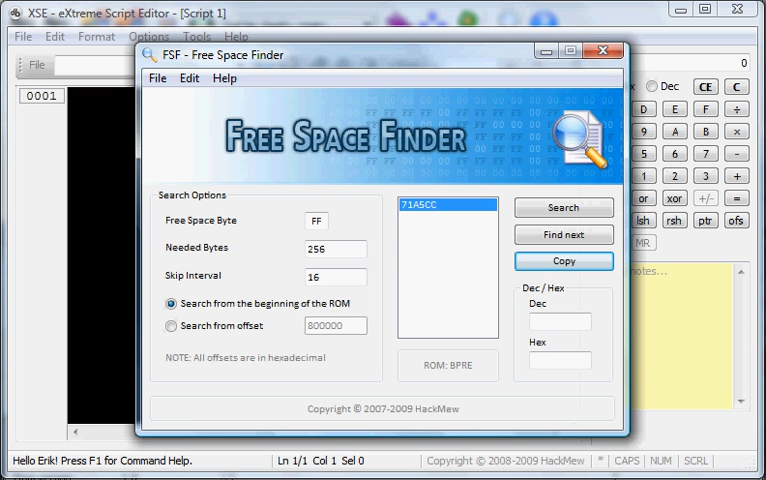 XSE - eXtreme Script Editor - [Script 1]
File Edit Format Options Tools Help
File
0
0001
Dec CE C
D E F ÷
9 A B ×
5 6 7 -
1 2 3 +
or xor +/- =
lsh rsh ptr ofs
MR
notes...
FSF - Free Space Finder
File Edit Help
FREE SPACE FINDER
Search Options
Free Space Byte FF
Needed Bytes 256
Skip Interval 16
Search from the beginning of the ROM
Search from offset 800000
NOTE: All offsets are in hexadecimal
71A5CC
ROM: BPRE
Search
Find next
Copy
Dec / Hex
Dec
Hex
Copyright © 2007-2009 HackMew
Hello Erik! Press F1 for Command Help. Ln 1/1 Col 1 Sel 0 Copyright © 2008-2009 HackMew * CAPS NUM SCRL